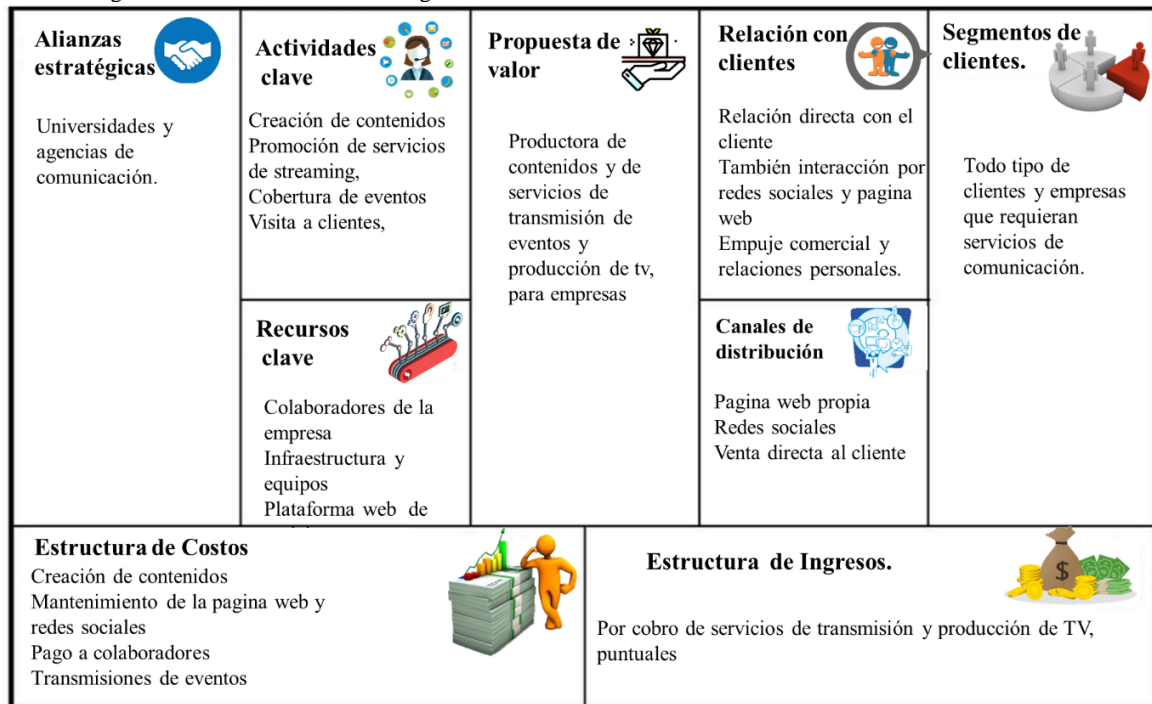 Alianzas
estratégicas
Universidades y
agencias de
comunicación.
Actividades
clave
Creación de contenidos
Promoción de servicios
de streaming,
Cobertura de eventos
Visita a clientes,
Recursos
clave
Colaboradores de la
empresa
Infraestructura y
equipos
Plataforma web de
Propuesta de
valor
Productora de
contenidos y de
servicios de
transmisión de
eventos y
producción de tv,
para empresas
Relación con
clientes
Relación directa con el
cliente
También interacción por
redes sociales y pagina
web
Empuje comercial y
relaciones personales.
Canales de
distribución
Pagina web propia
Redes sociales
Venta directa al cliente
Segmentos de
clientes.
Todo tipo de
clientes y empresas
que requieran
servicios de
comunicación.
Estructura de Costos
Creación de contenidos
Mantenimiento de la pagina web y
redes sociales
Pago a colaboradores
Transmisiones de eventos
Estructura de Ingresos.
$
Por cobro de servicios de transmisión y producción de TV,
puntuales